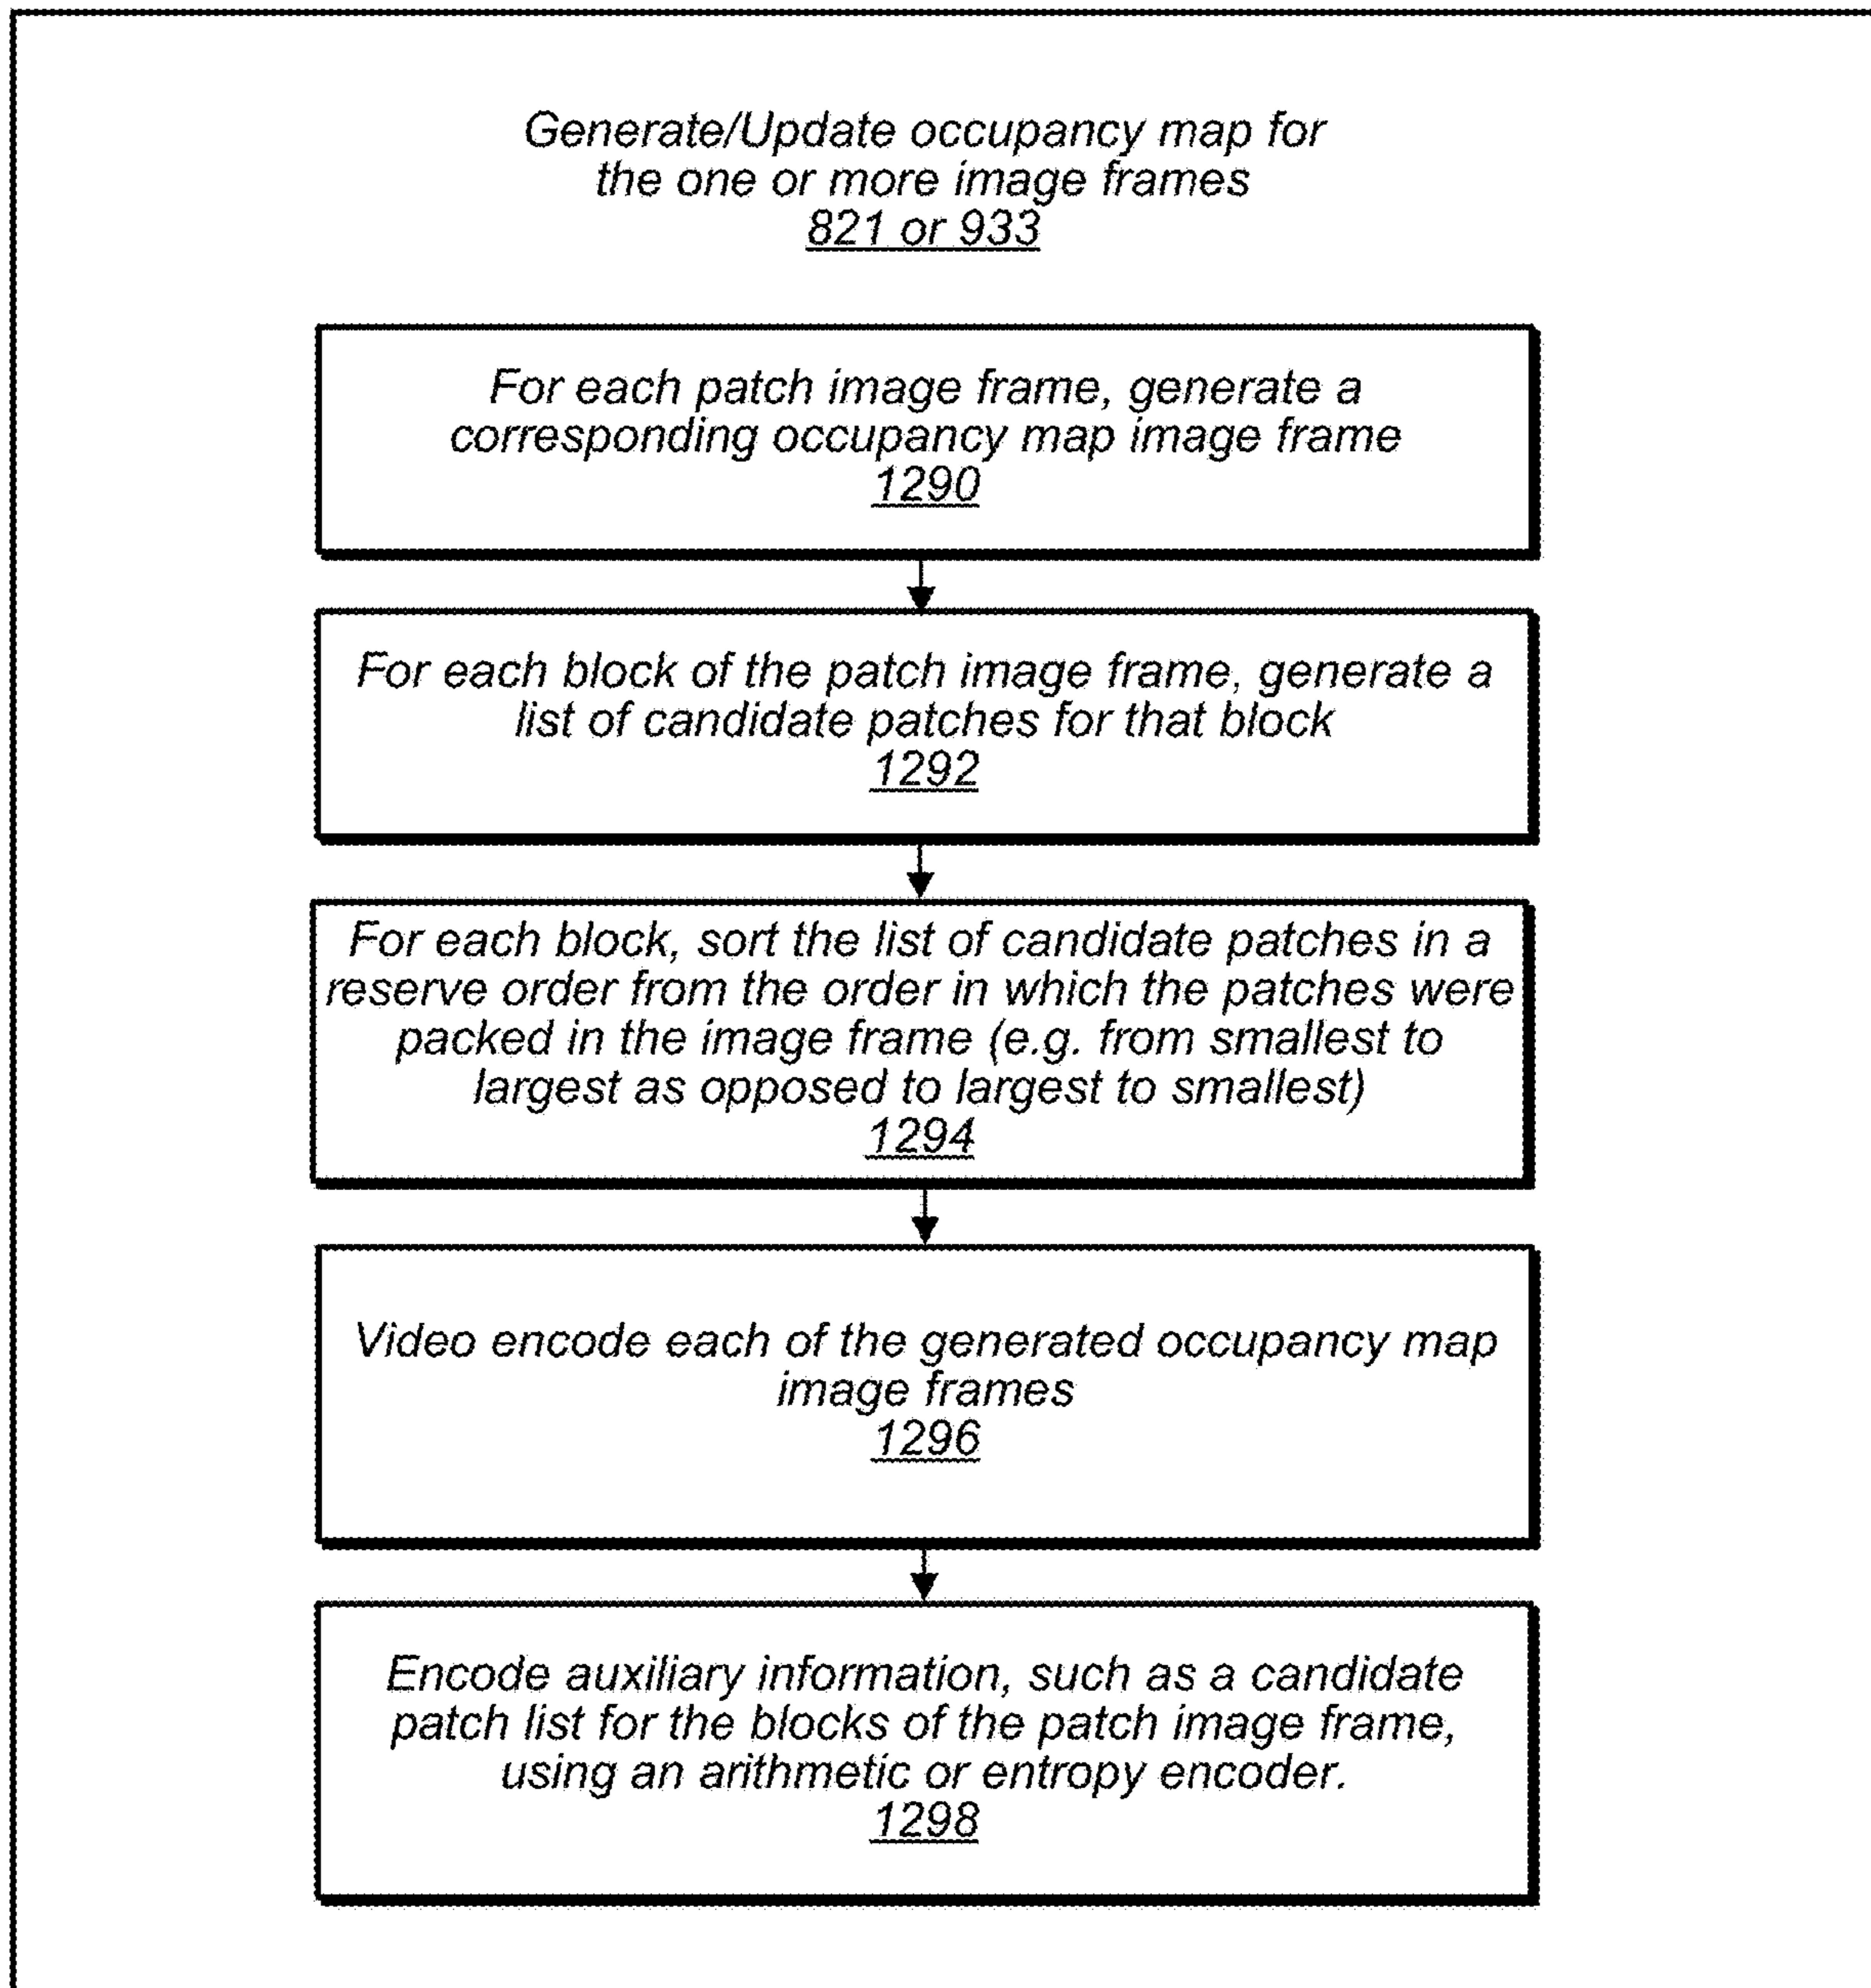 Generate/Update occupancy map for
the one or more image frames
821 or 933
For each patch image frame, generate a
corresponding occupancy map image frame
1290
For each block of the patch image frame, generate a
list of candidate patches for that block
1292
For each block, sort the list of candidate patches in a
reserve order from the order in which the patches were
packed in the image frame (e.g. from smallest to
largest as opposed to largest to smallest)
1294
Video encode each of the generated occupancy map
image frames
1296
Encode auxiliary information, such as a candidate
patch list for the blocks of the patch image frame,
using an arithmetic or entropy encoder.
1298